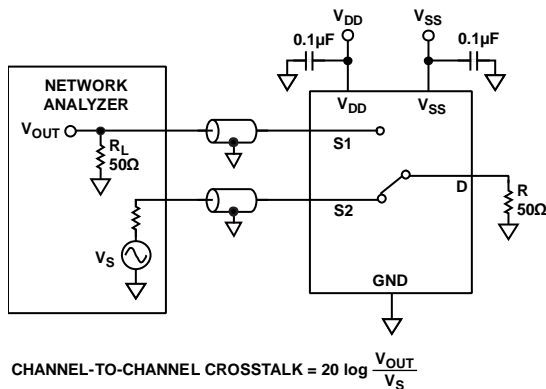 V_DD
V_SS
0.1µF
0.1µF
NETWORK
ANALYZER
V_DD
V_SS
V_OUT
R_L
50Ω
S1
S2
D
R
50Ω
V_S
GND
CHANNEL-TO-CHANNEL CROSSTALK = 20 log V_OUT/V_S